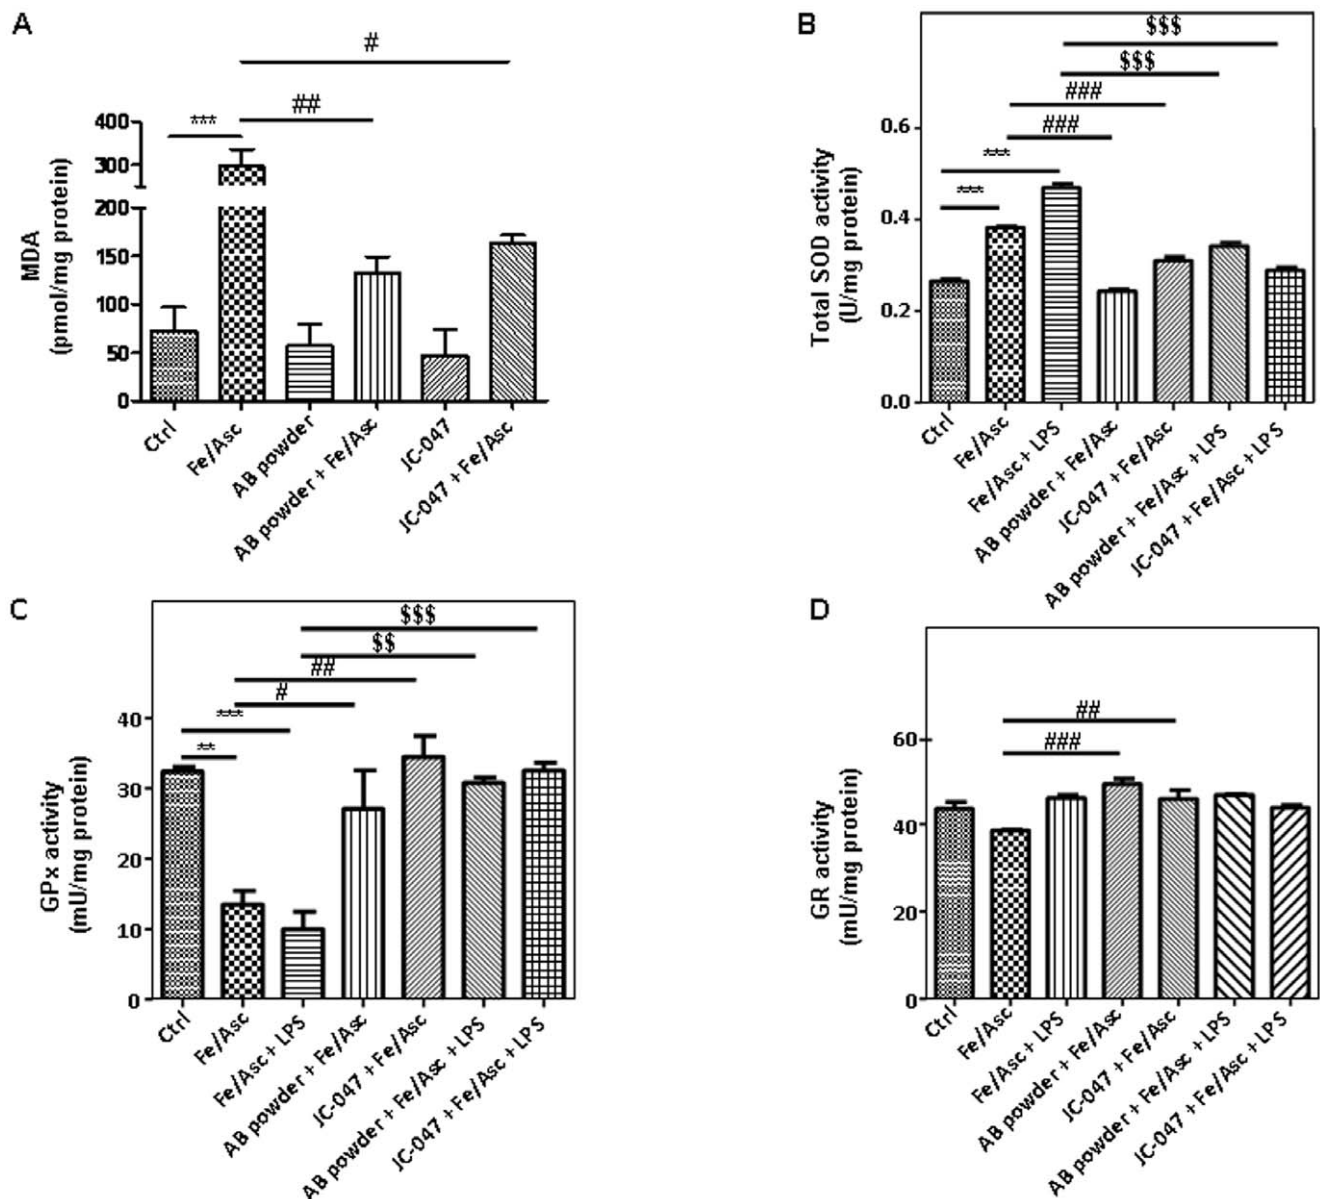 A
#
##
***
400
300
200
150
100
50
0
MDA
(pmol/mg protein)
Ctrl
Fe/Asc
AB powder
AB powder + Fe/Asc
JC-047
JC-047 + Fe/Asc
B
$$$
$$$
###
###
***
***
0.6
0.4
0.2
0.0
Total SOD activity
(U/mg protein)
Ctrl
Fe/Asc
Fe/Asc + LPS
AB powder + Fe/Asc
JC-047 + Fe/Asc
AB powder + Fe/Asc + LPS
JC-047 + Fe/Asc + LPS
C
$$$
$$
##
#
***
**
40
30
20
10
0
GPx activity
(mU/mg protein)
Ctrl
Fe/Asc
Fe/Asc + LPS
AB powder + Fe/Asc
JC-047 + Fe/Asc
AB powder + Fe/Asc + LPS
JC-047 + Fe/Asc + LPS
D
##
###
60
40
20
0
GR activity
(mU/mg protein)
Ctrl
Fe/Asc
Fe/Asc + LPS
AB powder + Fe/Asc
JC-047 + Fe/Asc
AB powder + Fe/Asc + LPS
JC-047 + Fe/Asc + LPS